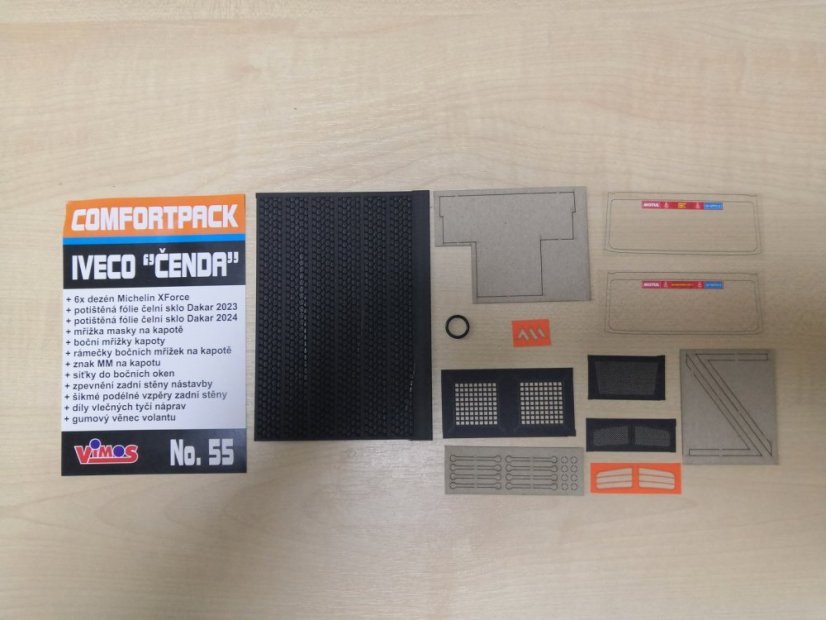 COMFORTPACK
IVECO "ČENDA"
+ 6x dezén Michelin XForce
+ potištěná fólie čelní sklo Dakar 2023
+ potištěná fólie čelní sklo Dakar 2024
+ mřížka masky na kapotě
+ boční mřížky kapoty
+ rámečky bočních mřížek na kapotě
+ znak MM na kapotu
+ síťky do bočních oken
+ zpevnění zadní stěny nástavby
+ šikmé podélné vzpěry zadní stěny
+ díly vlečných tyčí náprav
+ gumový věnec volantu
ViMOS
No. 55
MOTUL
MOTUL